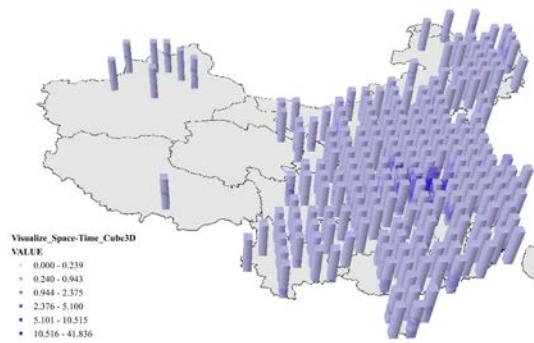 Visualize_Space-Time_Cube3D
VALUE
0.000 - 0.239
0.240 - 0.943
0.944 - 2.375
2.376 - 5.100
5.101 - 10.515
10.516 - 41.836